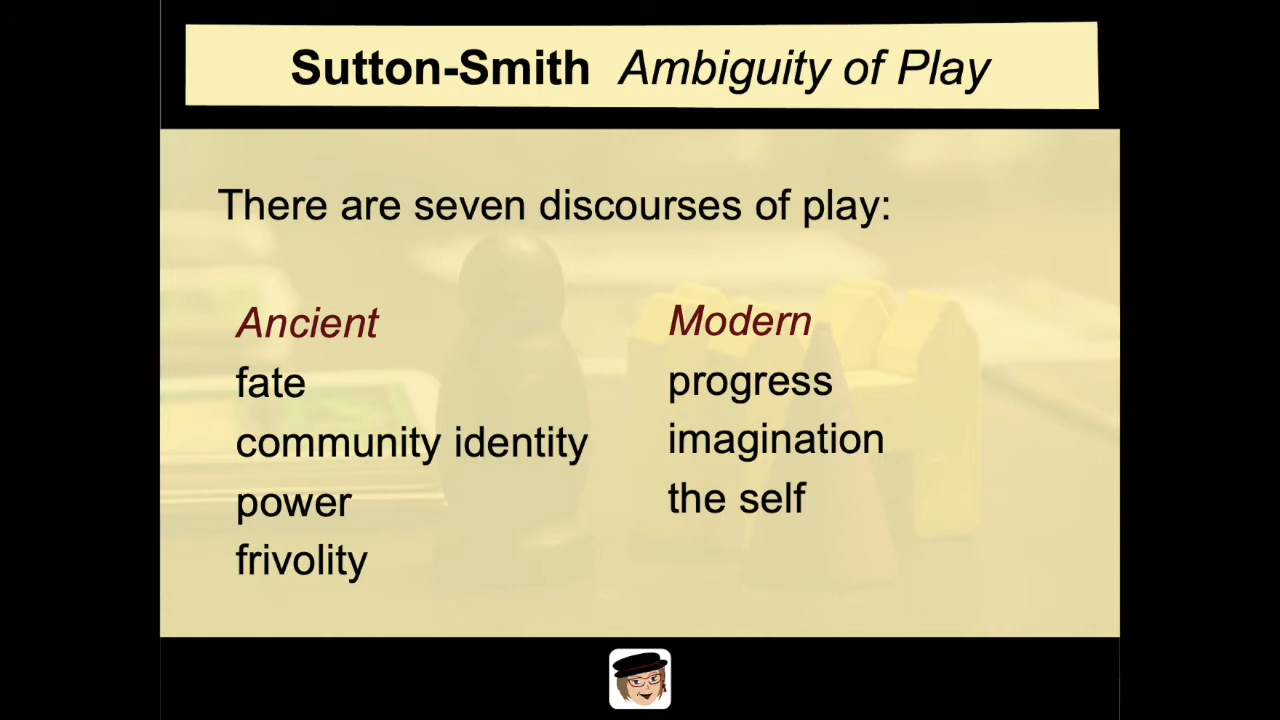 Sutton-Smith Ambiguity of Play
There are seven discourses of play:
Ancient
fate
community identity
power
frivolity
Modern
progress
imagination
the self